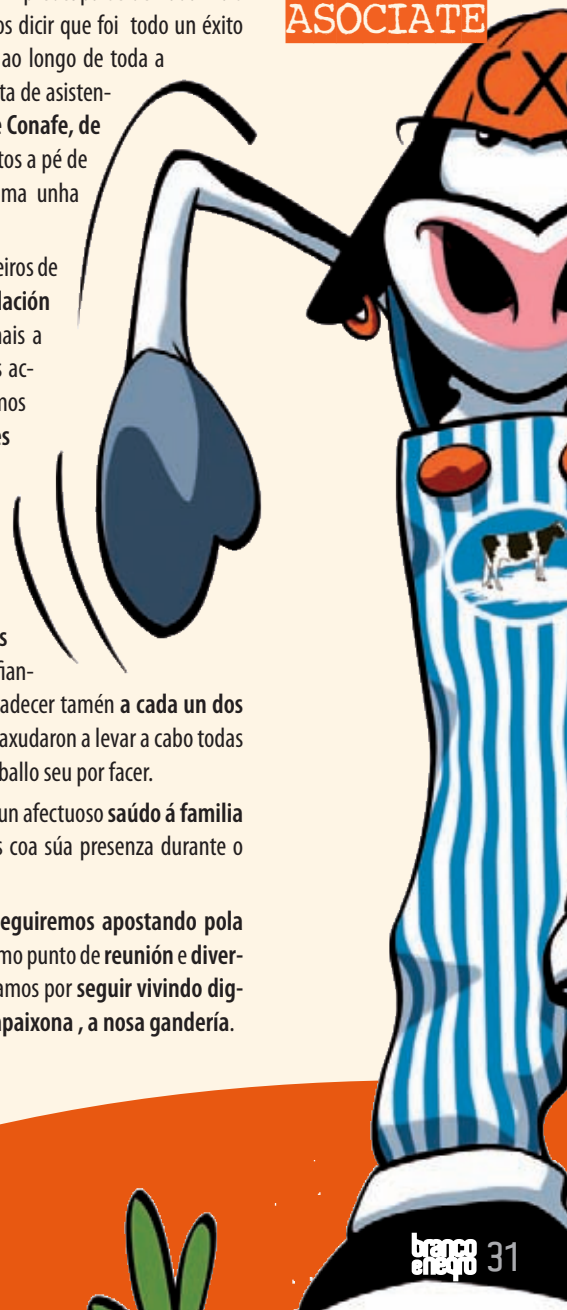 os dicir que foi todo un éxito
ao longo de toda a
ta de asisten-
Conafe, de
tos a pé de
ma unha
eiros de
lación
nais a
s ac-
nos
es
s
fian-
adecer tamén a cada un dos
axudaron a levar a cabo todas
ballo seu por facer.
un afectuoso saúdo á familia
s coa súa presenza durante o
eguiremos apostando pola
mo punto de reunión e diver-
amos por seguir vivindo dig-
paixona , a nosa gandería.
ASOCIATE
CX
branco
enegro 31